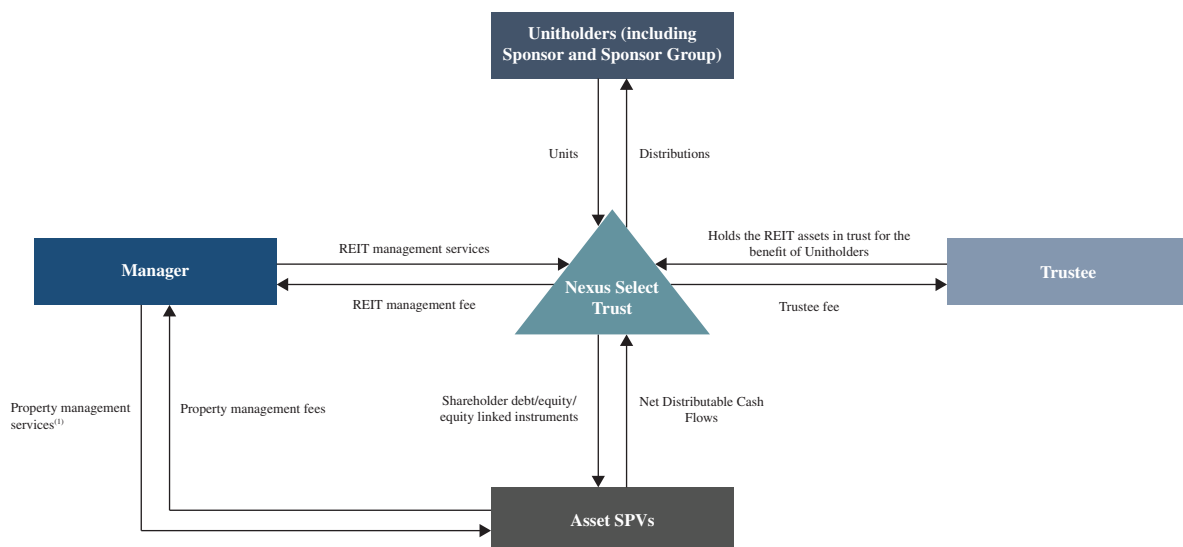 Unitholders (including
Sponsor and Sponsor Group)
Units
Distributions
REIT management services
Holds the REIT assets in trust for the
benefit of Unitholders
Manager
Nexus Select
Trust
Trustee
REIT management fee
Trustee fee
Property management
services(1)
Property management fees
Shareholder debt/equity/
equity linked instruments
Net Distributable Cash
Flows
Asset SPVs